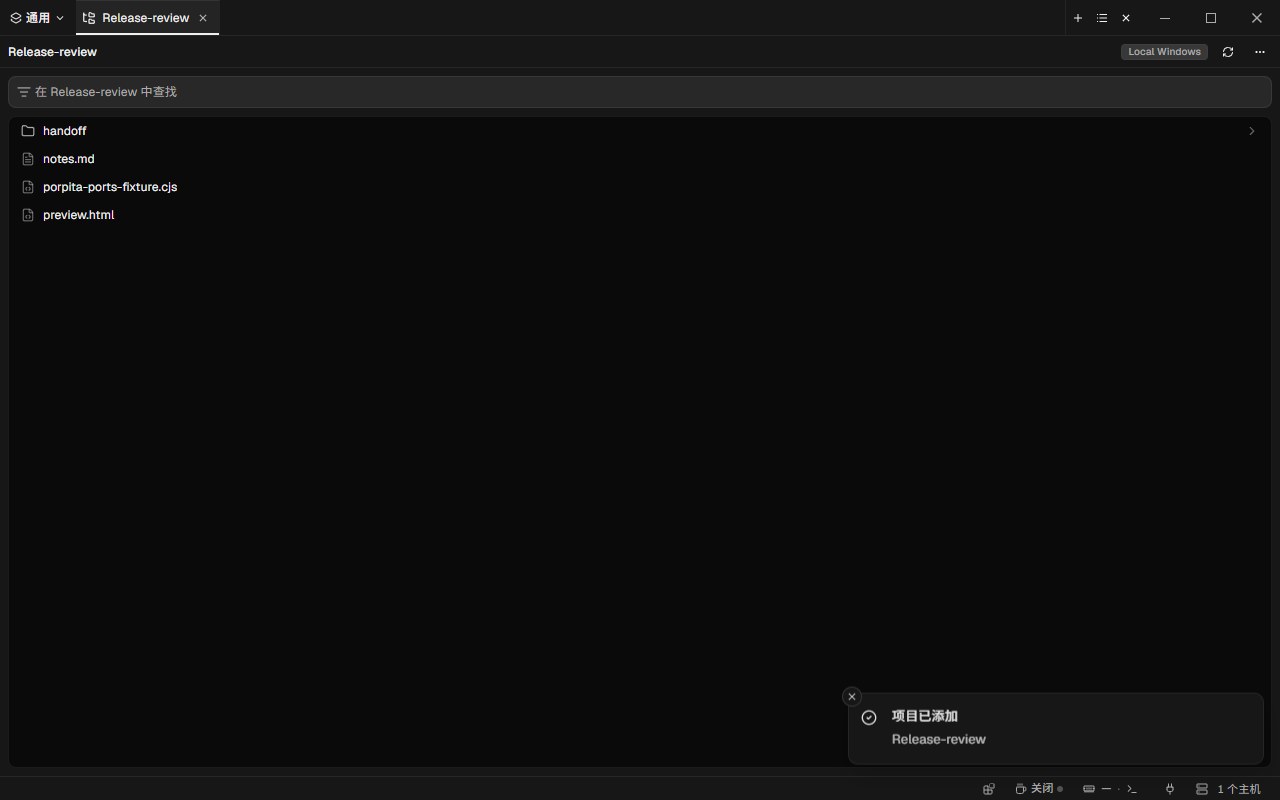 通用
Release-review
Release-review
Local Windows
在 Release-review 中查找
handoff
notes.md
porpita-ports-fixture.cjs
preview.html
项目已添加
Release-review
关闭
1 个主机